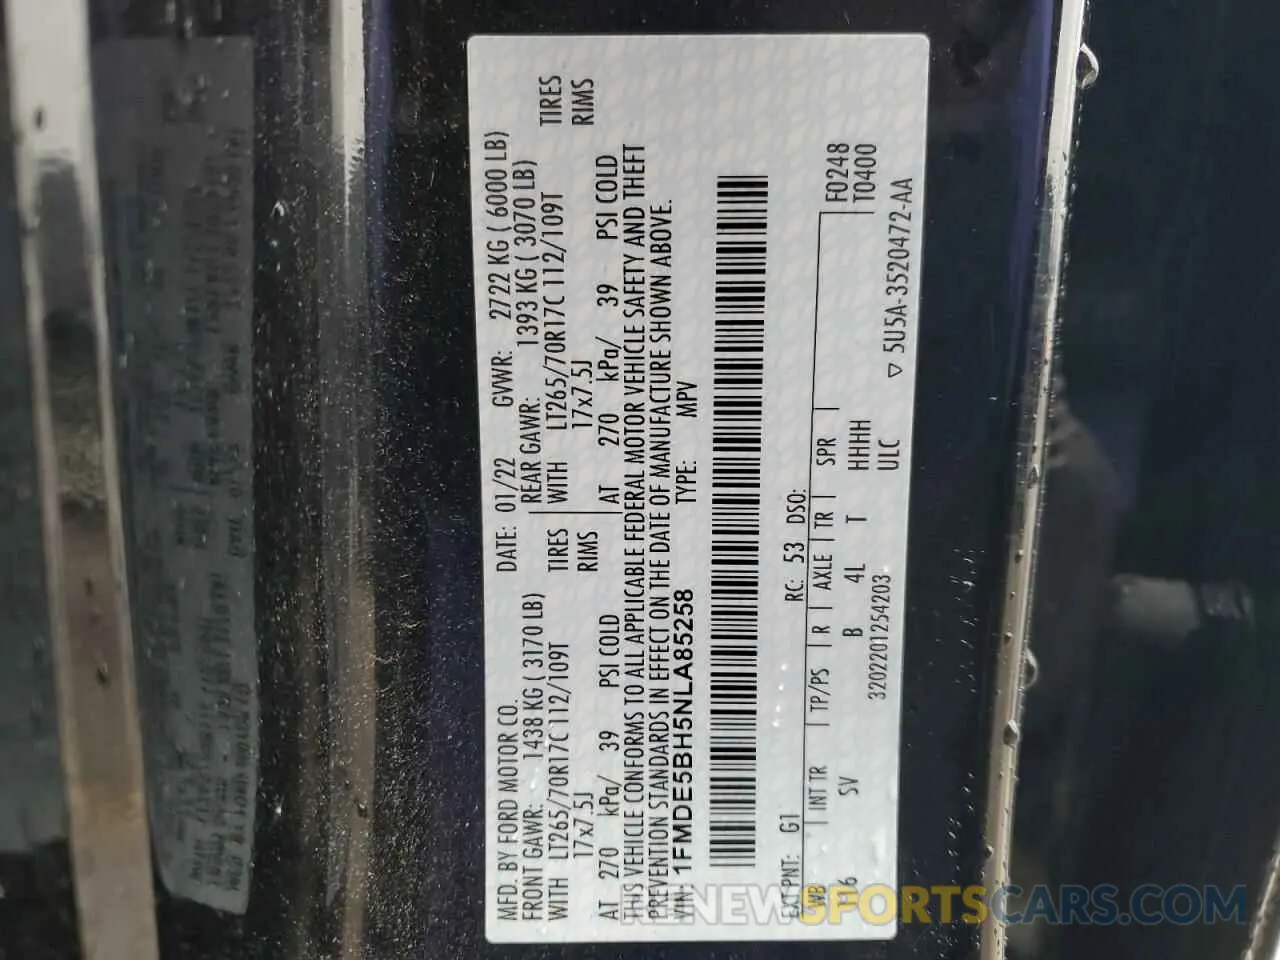 MFD. BY FORD MOTOR CO.
DATE: 01/22 GVWR: 2722 KG ( 6000 LB)
FRONT GAWR: 1438 KG ( 3170 LB) REAR GAWR: 1393 KG ( 3070 LB)
WITH LT265/70R17C 112/109T TIRES WITH LT265/70R17C 112/109T TIRES
17x7.5J RIMS 17x7.5J RIMS
AT 270 kPa/ 39 PSI COLD AT 270 kPa/ 39 PSI COLD
THIS VEHICLE CONFORMS TO ALL APPLICABLE FEDERAL MOTOR VEHICLE SAFETY AND THEFT
PREVENTION STANDARDS IN EFFECT ON THE DATE OF MANUFACTURE SHOWN ABOVE.
VIN: 1FMDE5BH5NLA85258 TYPE: MPV
EXT PNT: G1 RC: 53 DSO:
WB INT TR TP/PS R AXLE TR SPR F0248
SV B 4L T HHHH T0400
3202201254203 ULC
▽ 5U5A-3520472-AA
RENEWSPORTSCARS.COM